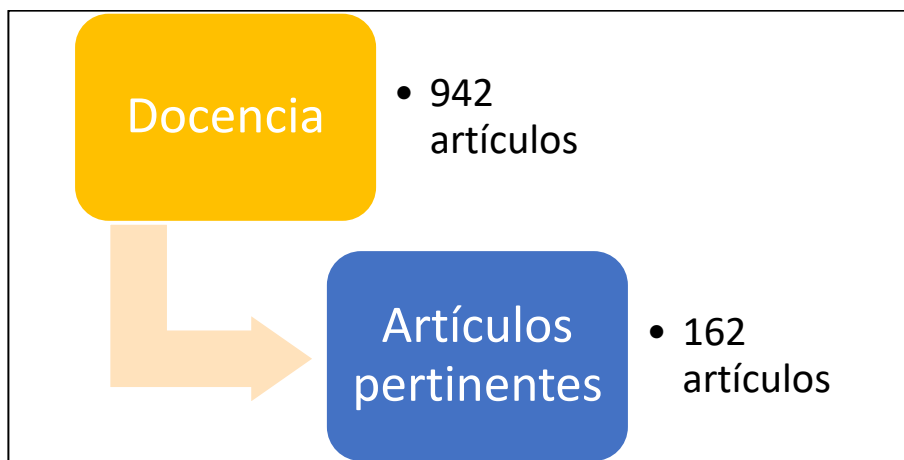 Docencia
• 942
artículos
Artículos
pertinentes
• 162
artículos